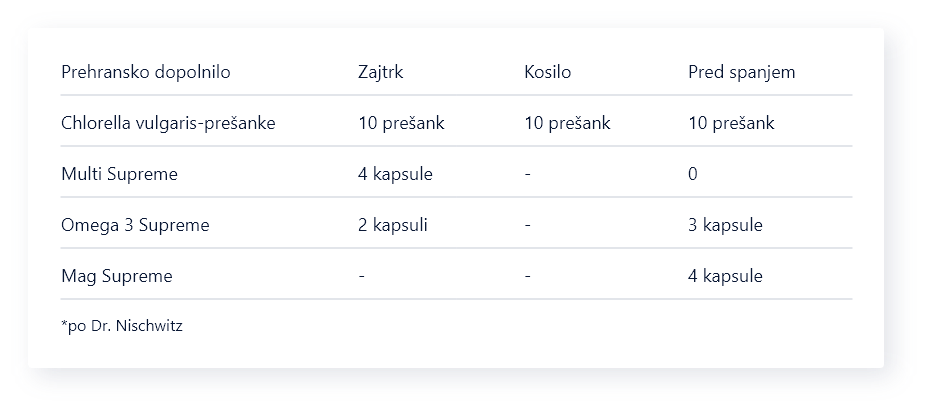 Prehransko dopolnilo Zajtrk Kosilo Pred spanjem
Chlorella vulgaris-prešanke 10 prešank 10 prešank 10 prešank
Multi Supreme 4 kapsule - 0
Omega 3 Supreme 2 kapsuli - 3 kapsule
Mag Supreme - - 4 kapsule
*po Dr. Nischwitz